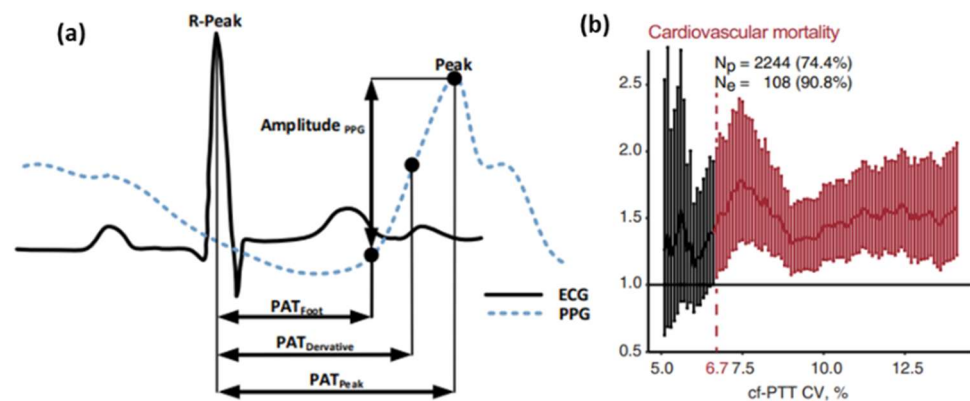 (a)
R-Peak
Peak
Amplitude PPG
PAT Foot
PAT Dervative
PAT Peak
ECG
PPG
(b)
Cardiovascular mortality
Np = 2244 (74.4%)
Ne = 108 (90.8%)
2.5
2.0
1.5
1.0
0.5
5.0 6.7 7.5 10.0 12.5
cf-PTT CV, %